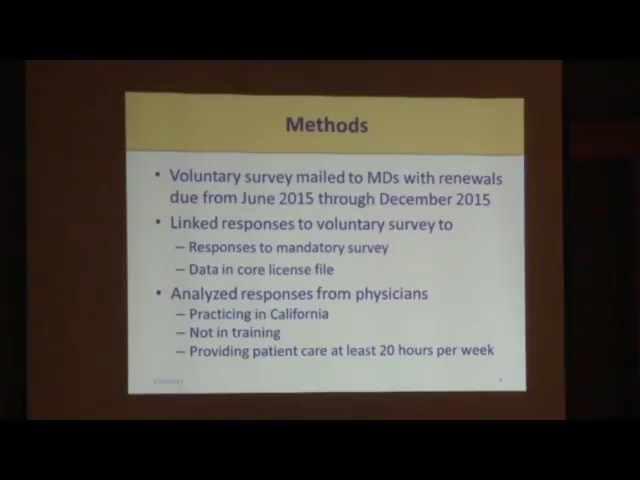 Methods
• Voluntary survey mailed to MDs with renewals
due from June 2015 through December 2015
• Linked responses to voluntary survey to
– Responses to mandatory survey
– Data in core license file
• Analyzed responses from physicians
– Practicing in California
– Not in training
– Providing patient care at least 20 hours per week